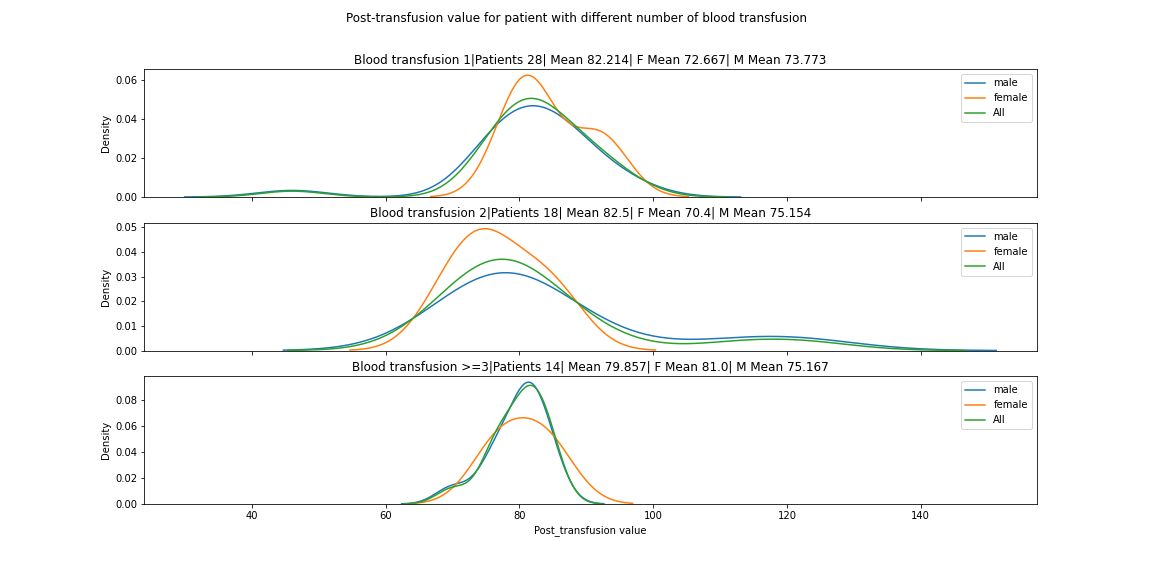 Post-transfusion value for patient with different number of blood transfusion
Blood transfusion 1|Patients 28| Mean 82.214| F Mean 72.667| M Mean 73.773
0.06
0.04
0.02
0.00
Density
male
female
All
Blood transfusion 2|Patients 18| Mean 82.5| F Mean 70.4| M Mean 75.154
0.05
0.04
0.03
0.02
0.01
0.00
Density
male
female
All
Blood transfusion >=3|Patients 14| Mean 79.857| F Mean 81.0| M Mean 75.167
0.08
0.06
0.04
0.02
0.00
Density
male
female
All
40 60 80 100 120 140
Post_transfusion value